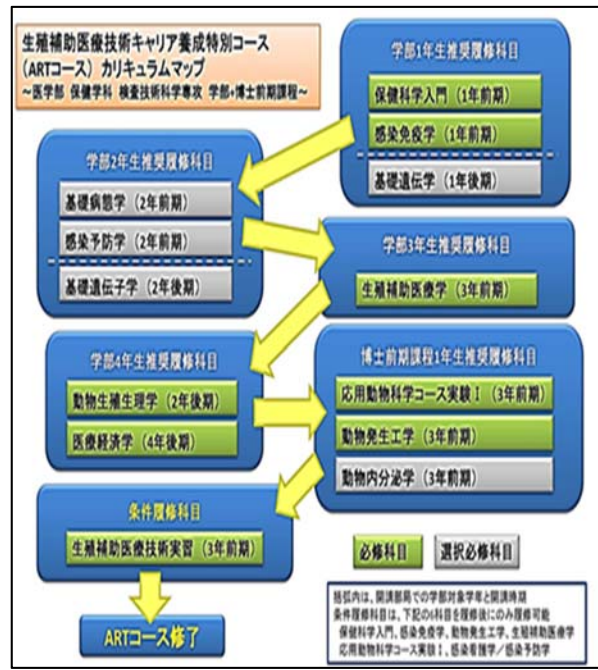 生殖補助医療技術キャリア養成特別コース
(ARTコース) カリキュラムマップ
～医学部 保健学科 検査技術科学専攻 学部+博士前期課程～
学部1年生推奨履修科目
保健科学入門 (1年前期)
感染免疫学 (1年前期)
基礎遺伝学 (1年後期)
学部2年生推奨履修科目
基礎病態学 (2年前期)
感染予防学 (2年前期)
基礎遺伝子学 (2年後期)
学部3年生推奨履修科目
生殖補助医療学 (3年前期)
学部4年生推奨履修科目
動物生殖生理学 (2年後期)
医療経済学 (4年後期)
博士前期課程1年生推奨履修科目
応用動物科学コース実験Ⅰ (3年前期)
動物発生工学 (3年前期)
動物内分泌学 (3年前期)
条件履修科目
生殖補助医療技術実習 (3年前期)
必修科目
選択必修科目
ARTコース修了
括弧内は、開講部局での学部対象学年と開講時期
条件履修科目は、下記の6科目を履修後にのみ履修可能
保健科学入門、感染免疫学、動物発生工学、生殖補助医療学
応用動物科学コース実験Ⅰ、感染看護学/感染予防学